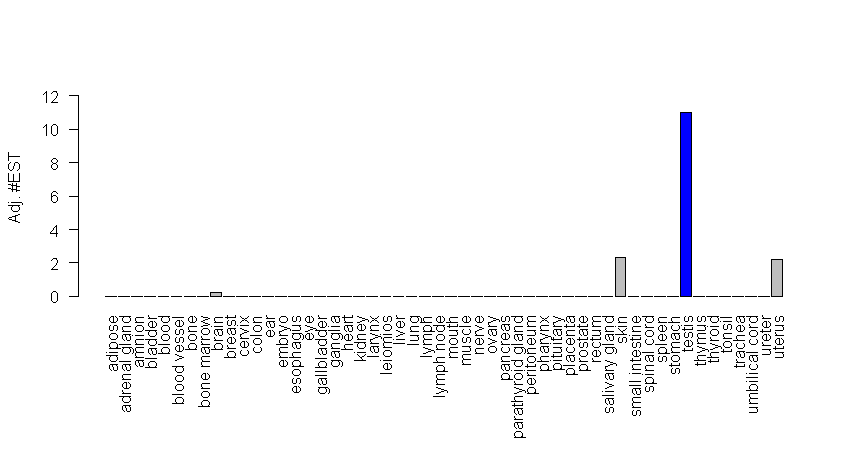 Adj. #EST
12
10
8
6
4
2
0
adipose
adrenal gland
amnion
bladder
blood
blood vessel
bone
bone marrow
brain
breast
cervix
colon
ear
embryo
esophagus
eye
gallbladder
ganglia
heart
kidney
larynx
leiomios
liver
lung
lymph
lymph node
mouth
muscle
nerve
ovary
pancreas
parathyroid gland
peritoneum
pharynx
pituitary
placenta
prostate
rectum
salivary gland
skin
small intestine
spinal cord
spleen
stomach
testis
thymus
thyroid
tonsil
trachea
umbilical cord
ureter
uterus